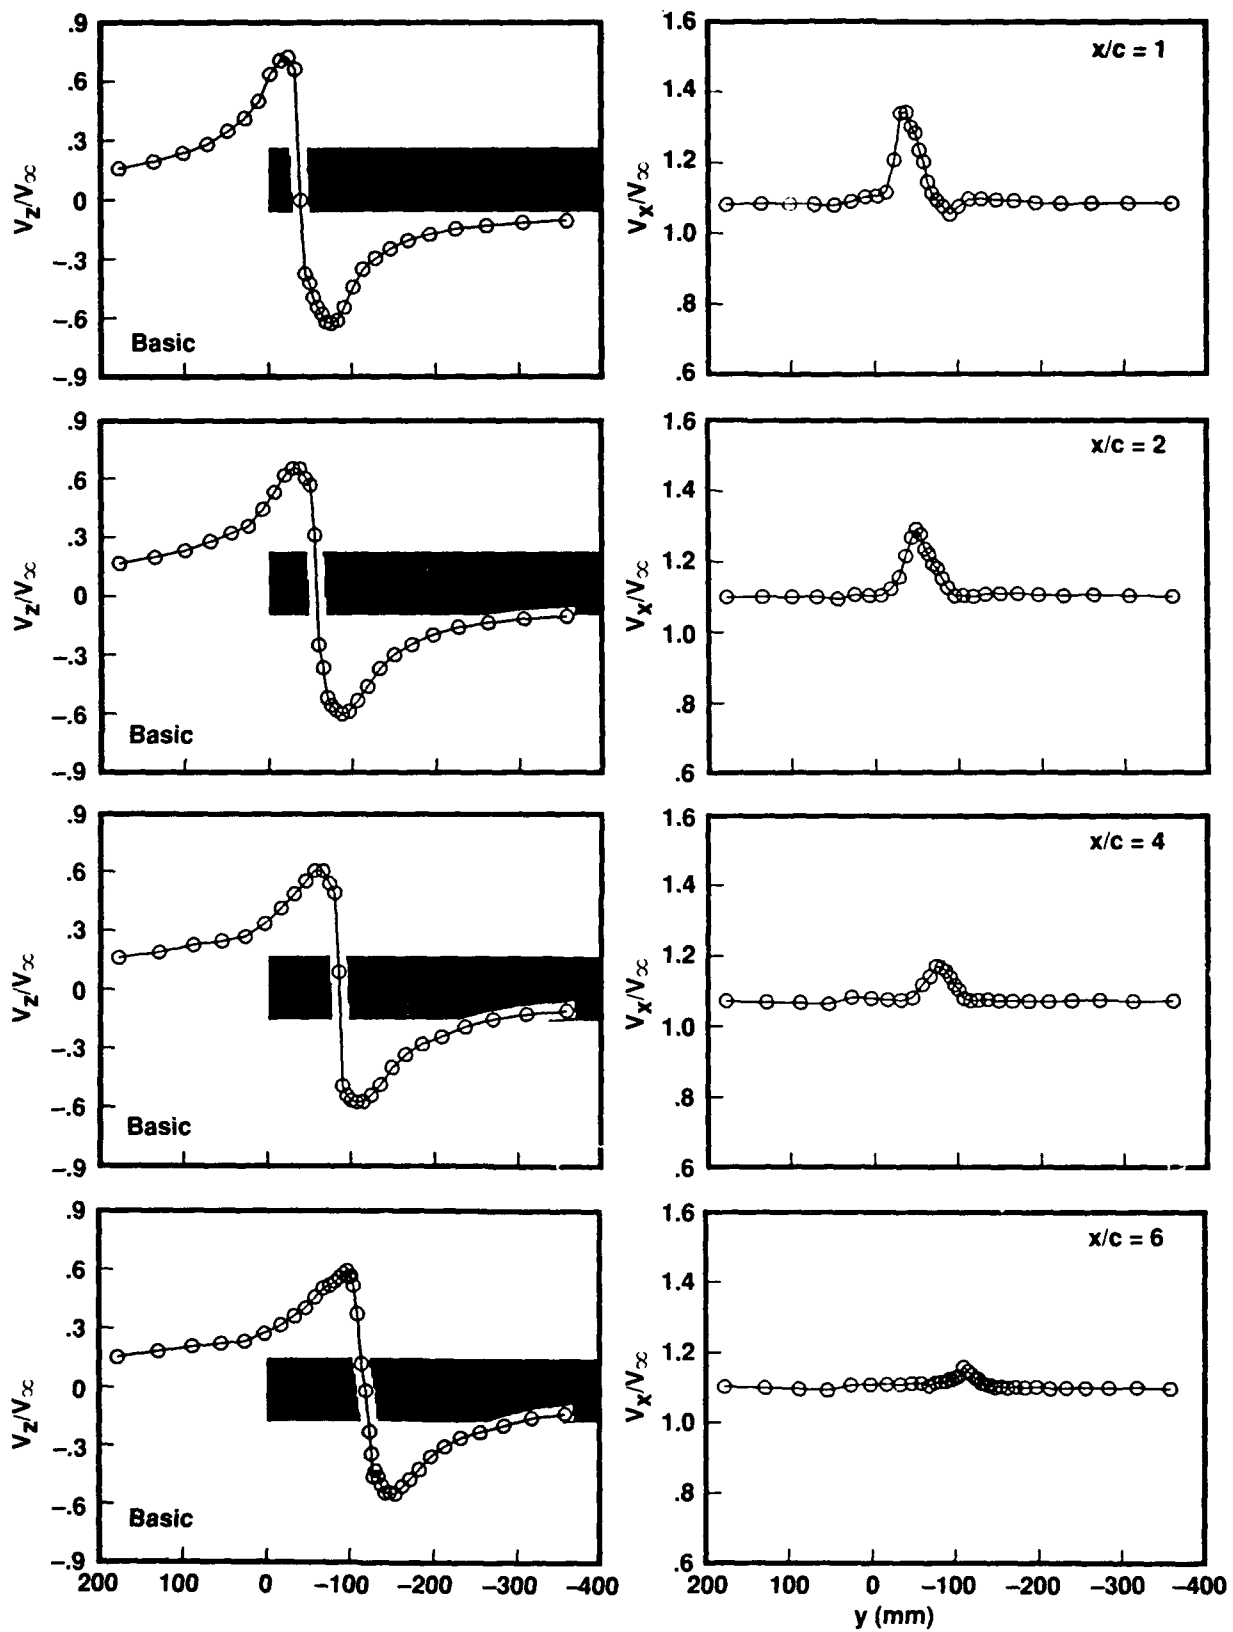 .9
.6
.3
0
–.3
–.6
–.9
Vz/V∞
Basic
1.6
1.4
1.2
1.0
.8
.6
Vx/V∞
x/c = 1
.9
.6
.3
0
–.3
–.6
–.9
Vz/V∞
Basic
1.6
1.4
1.2
1.0
.8
.6
Vx/V∞
x/c = 2
.9
.6
.3
0
–.3
–.6
–.9
Vz/V∞
Basic
1.6
1.4
1.2
1.0
.8
.6
Vx/V∞
x/c = 4
.9
.6
.3
0
–.3
–.6
–.9
Vz/V∞
Basic
200 100 0 –100 –200 –300 –400
1.6
1.4
1.2
1.0
.8
.6
Vx/V∞
x/c = 6
200 100 0 –100 –200 –300 –400
y (mm)